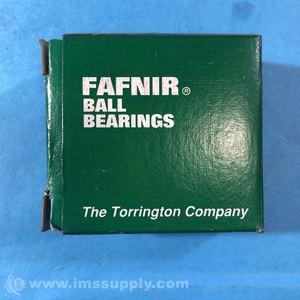 FAFNIR®
BALL
BEARINGS
The Torrington Company
© www.imssupply.com